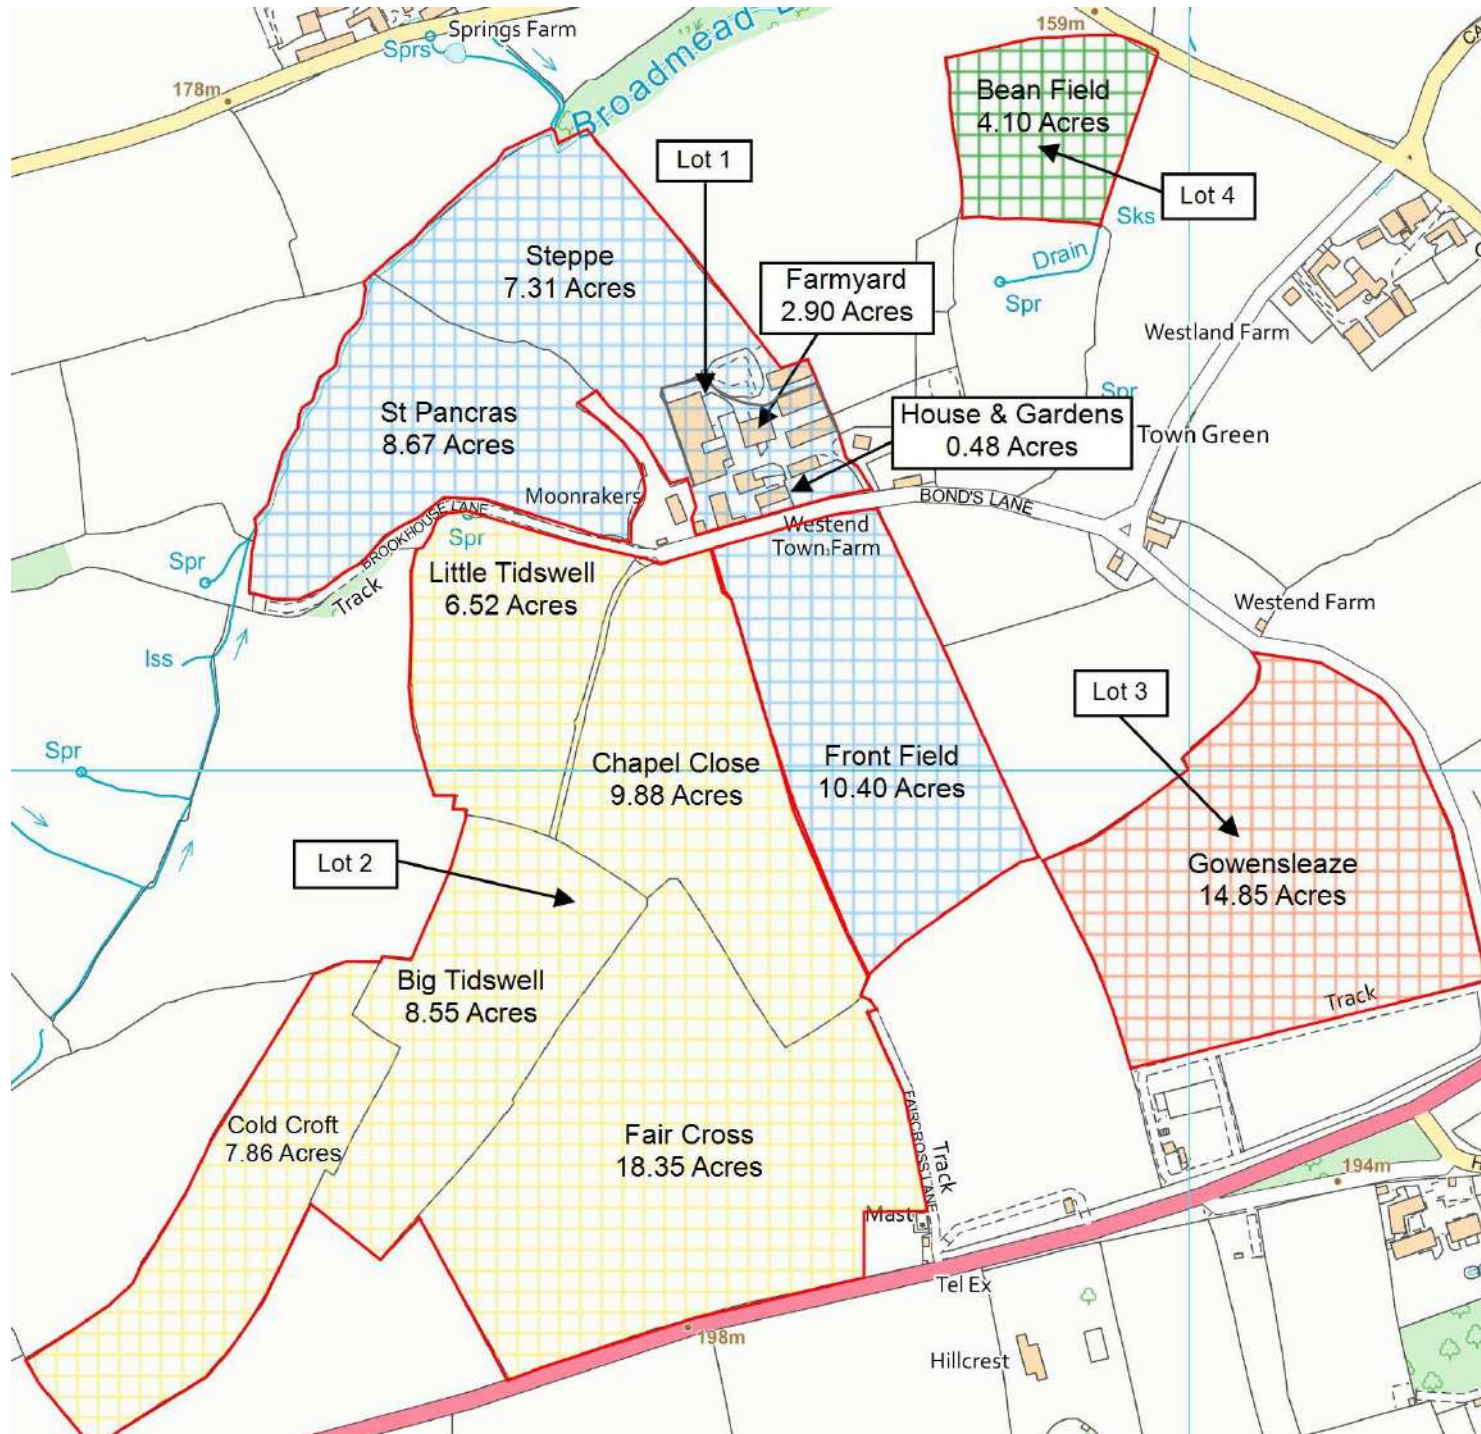 Springs Farm
Sprs
178m
Broadmead
159m
Bean Field
4.10 Acres
Lot 1
Lot 4
Sks
Drain
Spr
Steppe
7.31 Acres
Farmyard
2.90 Acres
Westland Farm
Spr
House & Gardens
0.48 Acres
Town Green
St Pancras
8.67 Acres
Moonrakers
BOND'S LANE
BROOKHOUSE LANE
Spr
Westend
Town Farm
Spr
Track
Little Tidswell
6.52 Acres
Westend Farm
Iss
Lot 3
Spr
Chapel Close
9.88 Acres
Front Field
10.40 Acres
Lot 2
Gowensleaze
14.85 Acres
Big Tidswell
8.55 Acres
Track
Cold Croft
7.86 Acres
Fair Cross
18.35 Acres
FAIRCROSS LANE
Track
194m
Mast
Tel Ex
198m
Hillcrest